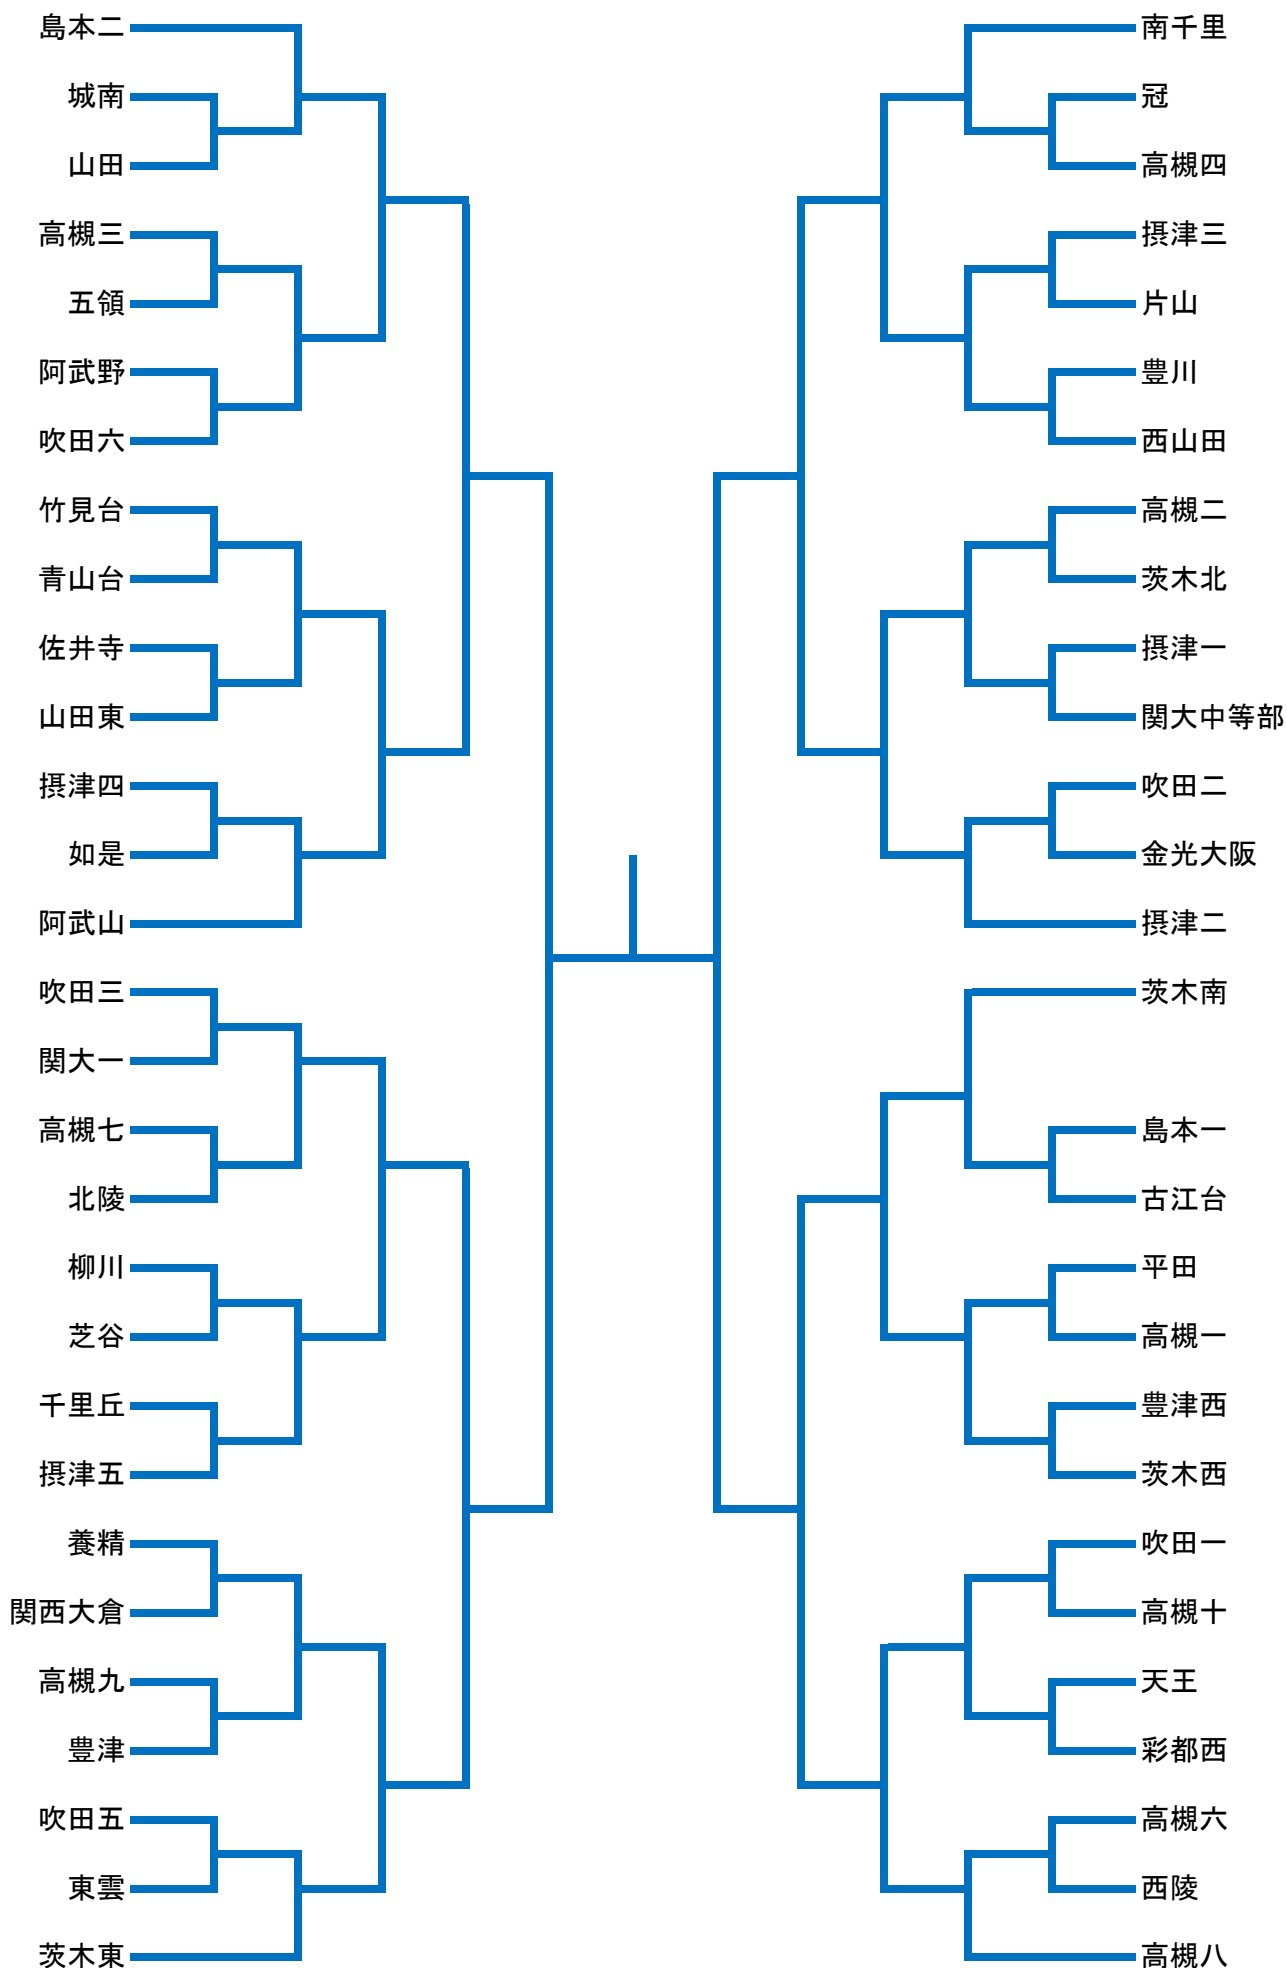 島本二
城南
山田
高槻三
五領
阿武野
吹田六
竹見台
青山台
佐井寺
山田東
摂津四
如是
阿武山
吹田三
関大一
高槻七
北陵
柳川
芝谷
千里丘
摂津五
養精
関西大倉
高槻九
豊津
吹田五
東雲
茨木東
南千里
冠
高槻四
摂津三
片山
豊川
西山田
高槻二
茨木北
摂津一
関大中等部
吹田二
金光大阪
摂津二
茨木南
島本一
古江台
平田
高槻一
豊津西
茨木西
吹田一
高槻十
天王
彩都西
高槻六
西陵
高槻八